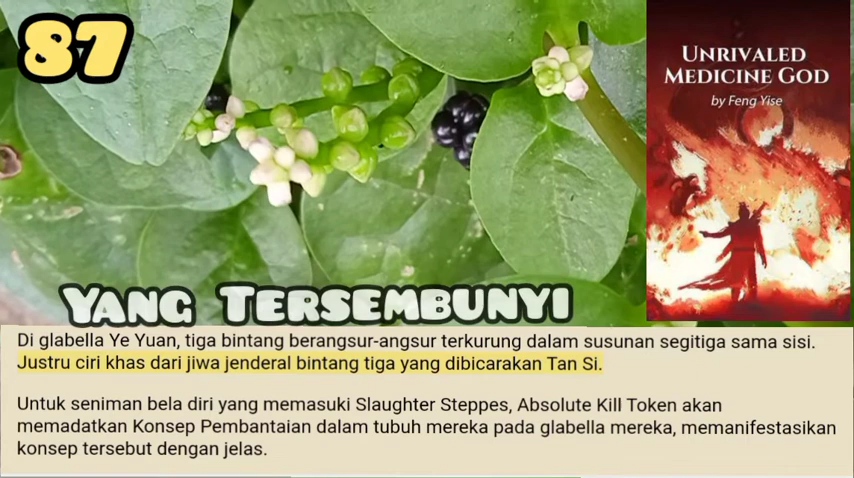 87
UNRIVALED
MEDICINE GOD
by Feng Yise
YANG TERSEMBUNYI
Di glabella Ye Yuan, tiga bintang berangsur-angsur terkurung dalam susunan segitiga sama sisi.
Justru ciri khas dari jiwa jenderal bintang tiga yang dibicarakan Tan Si.
Untuk seniman bela diri yang memasuki Slaughter Steppes, Absolute Kill Token akan
memadatkan Konsep Pembantaian dalam tubuh mereka pada glabella mereka, memanifestasikan
konsep tersebut dengan jelas.